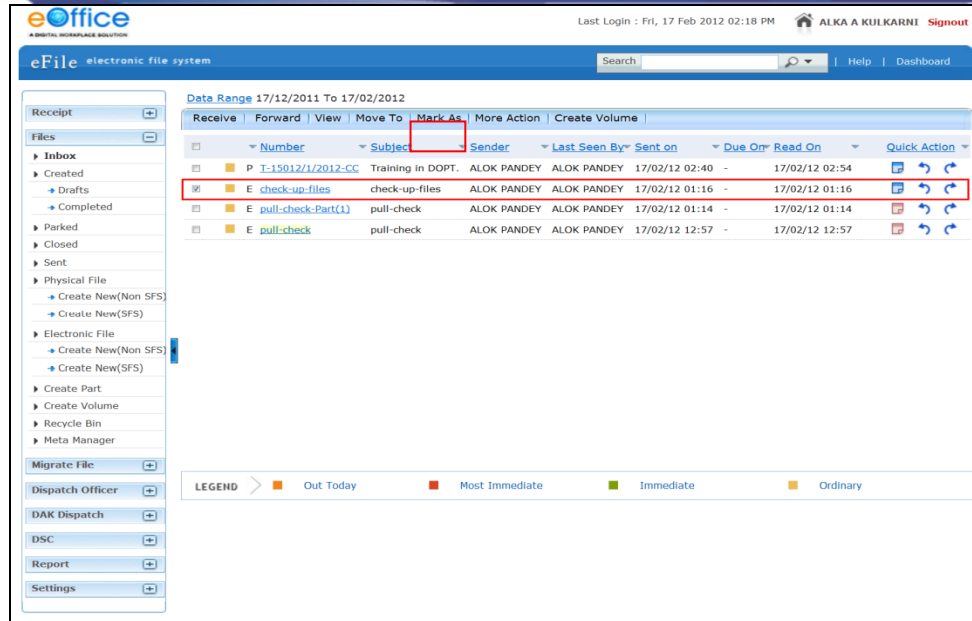 eOffice
A DIGITAL WORKPLACE SOLUTION
Last Login : Fri, 17 Feb 2012 02:18 PM ALKA A KULKARNI Signout
eFile electronic file system Search | Help | Dashboard
Data Range 17/12/2011 To 17/02/2012
Receive | Forward | View | Move To | Mark As | More Action | Create Volume |
Number Subject Sender Last Seen By Sent on Due On Read On Quick Action
P T-15012/1/2012-CC Training in DOPT. ALOK PANDEY ALOK PANDEY 17/02/12 02:40 - 17/02/12 02:54
E check-up-files check-up-files ALOK PANDEY ALOK PANDEY 17/02/12 01:16 - 17/02/12 01:16
E pull-check-Part(1) pull-check ALOK PANDEY ALOK PANDEY 17/02/12 01:14 - 17/02/12 01:14
E pull-check pull-check ALOK PANDEY ALOK PANDEY 17/02/12 12:57 - 17/02/12 12:57
Receipt
Files
Inbox
Created
Drafts
Completed
Parked
Closed
Sent
Physical File
Create New(Non SFS)
Create New(SFS)
Electronic File
Create New(Non SFS)
Create New(SFS)
Create Part
Create Volume
Recycle Bin
Meta Manager
Migrate File
Dispatch Officer
DAK Dispatch
DSC
Report
Settings
LEGEND Out Today Most Immediate Immediate Ordinary